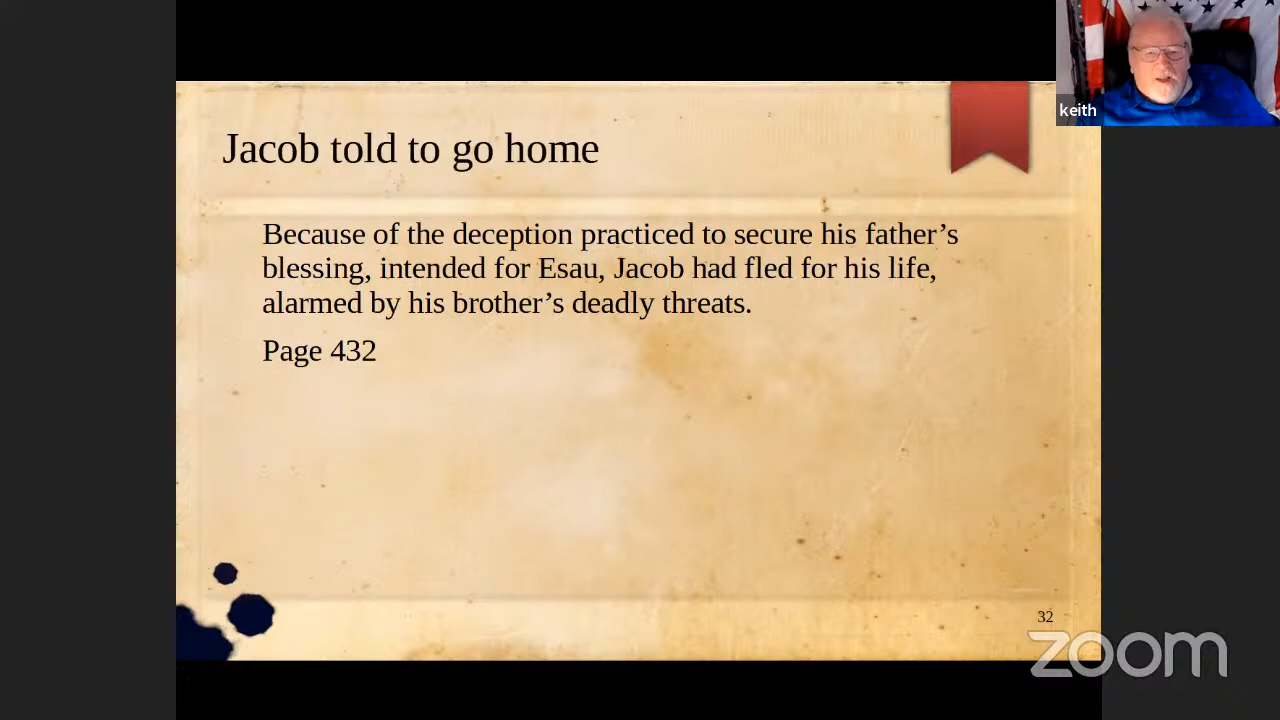 keith
Jacob told to go home
Because of the deception practiced to secure his father’s
blessing, intended for Esau, Jacob had fled for his life,
alarmed by his brother’s deadly threats.
Page 432
32
zoom